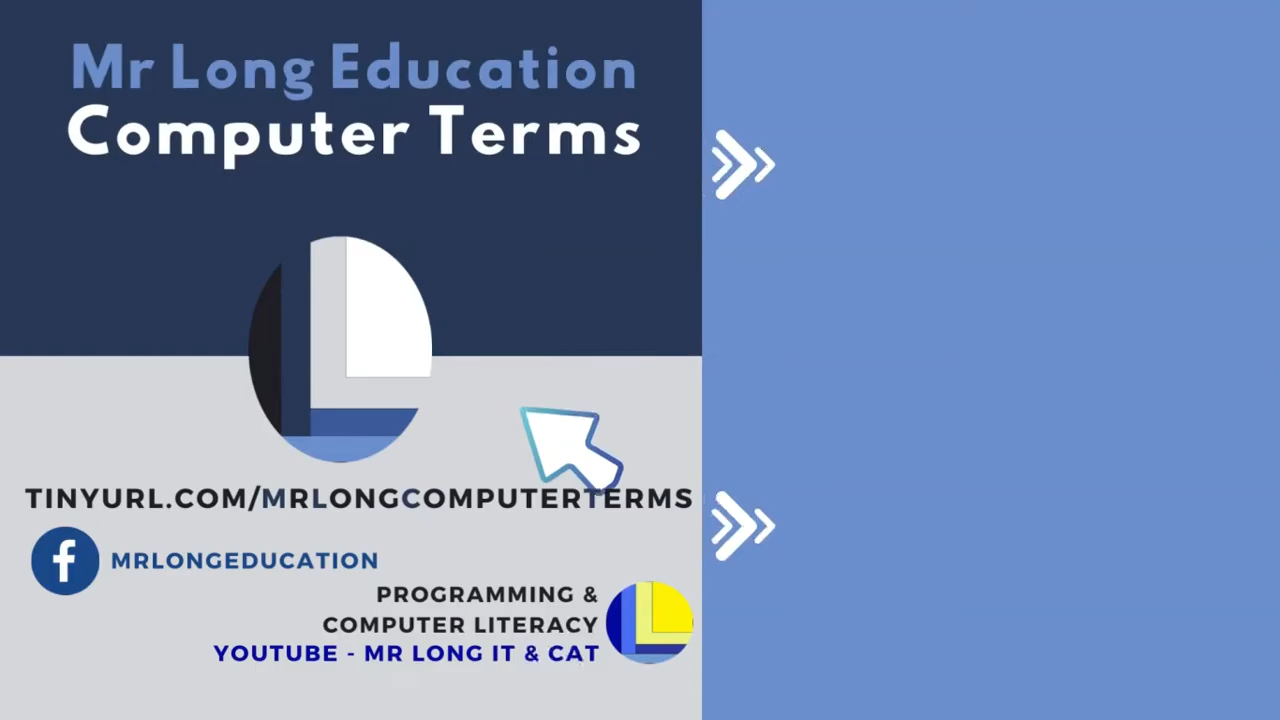 Mr Long Education
Computer Terms
TINYURL.COM/MRLONGCOMPUTERTERMS
MRLONGEDUCATION
PROGRAMMING &
COMPUTER LITERACY
YOUTUBE - MR LONG IT & CAT